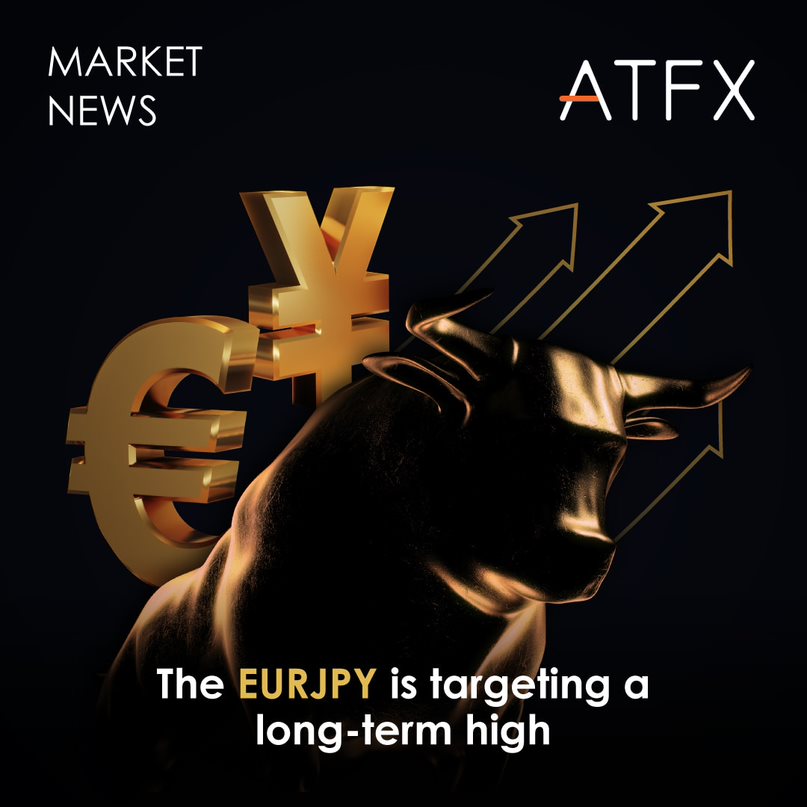 MARKET
NEWS
ATFX
¥
€
The EURJPY is targeting a
long-term high